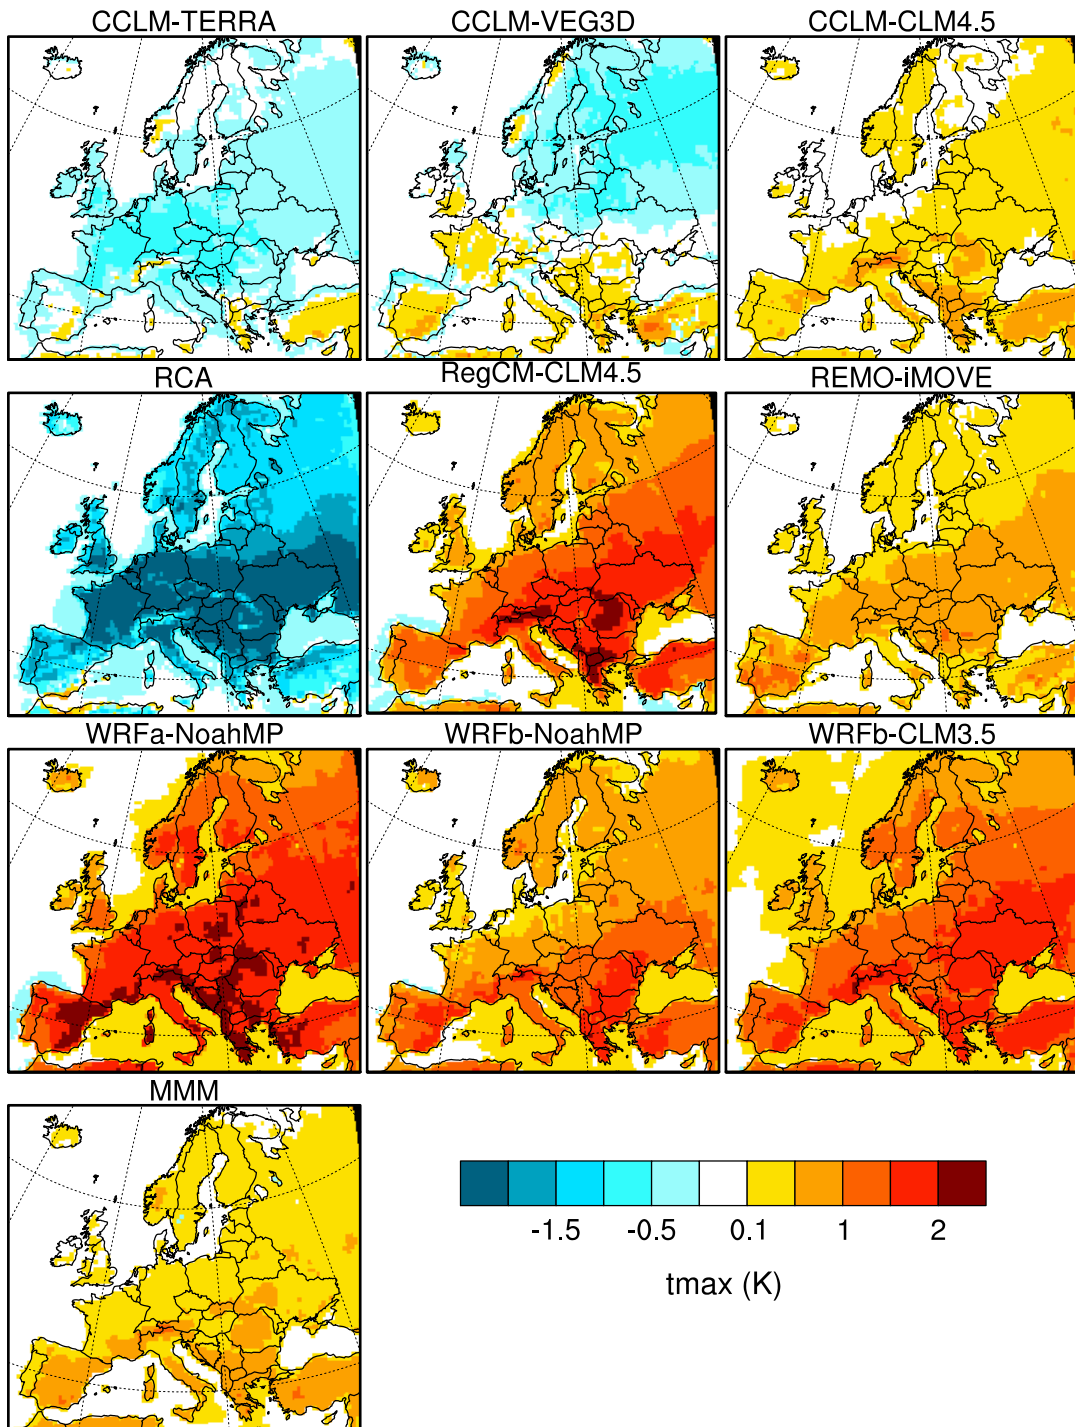 CCLM-TERRA CCLM-VEG3D CCLM-CLM4.5
RCA RegCM-CLM4.5 REMO-iMOVE
WRFa-NoahMP WRFb-NoahMP WRFb-CLM3.5
MMM
-1.5 -0.5 0.1 1 2
tmax (K)